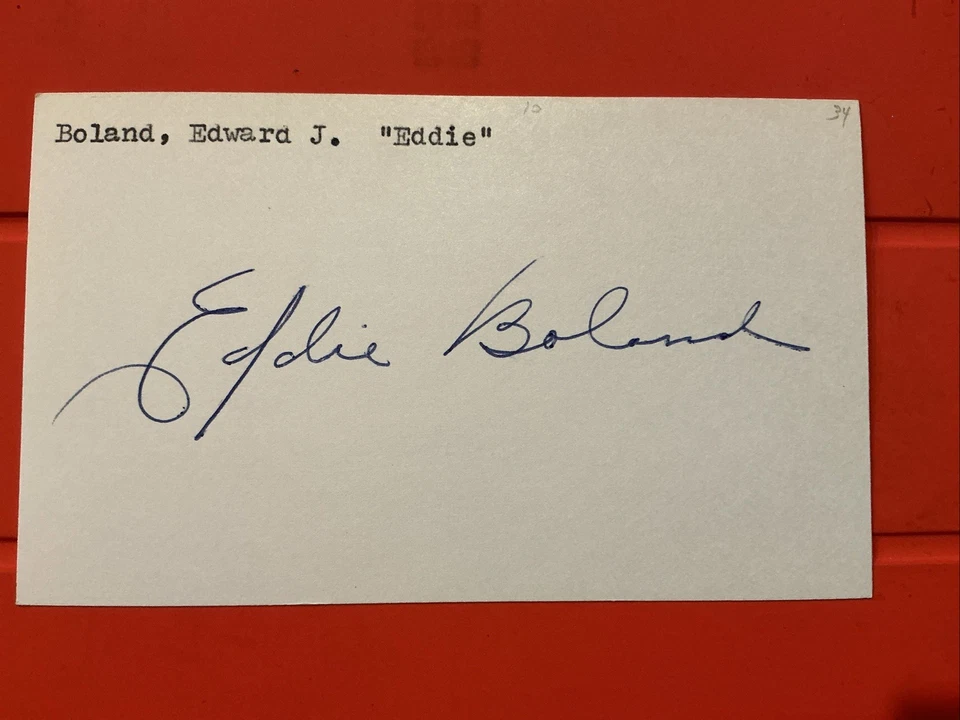 10 34
Boland, Edward J. "Eddie"
Eddie Boland